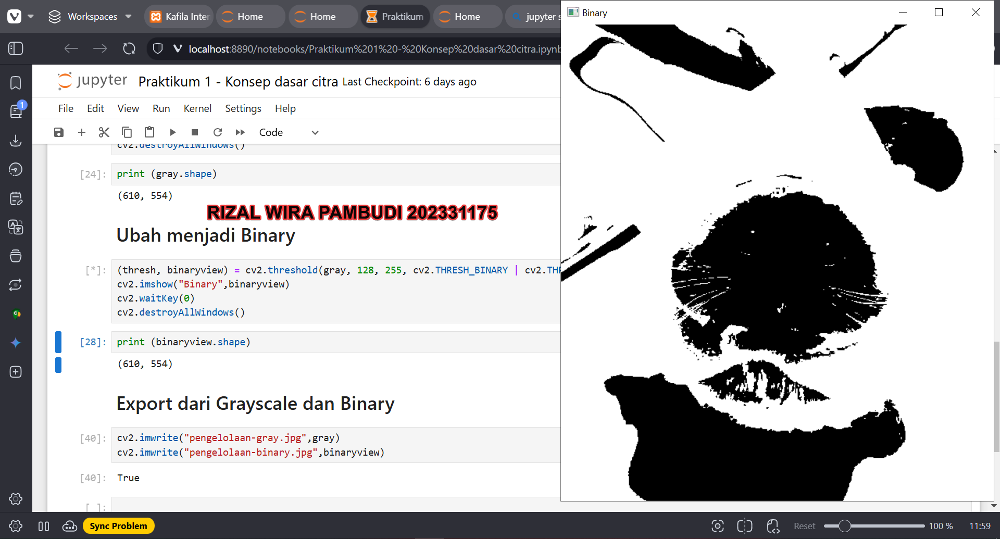 Workspaces
Kafila Inter
Home
Home
Praktikum
Home
jupyter s
localhost:8890/notebooks/Praktikum%201%20-%20Konsep%20dasar%20citra.ipynb
Binary
jupyter Praktikum 1 - Konsep dasar citra Last Checkpoint: 6 days ago
File Edit View Run Kernel Settings Help
Code
cv2.destroyAllWindows()
[24]: print (gray.shape)
(610, 554)
RIZAL WIRA PAMBUDI 202331175
Ubah menjadi Binary
[*]: (thresh, binaryview) = cv2.threshold(gray, 128, 255, cv2.THRESH_BINARY | cv2.THR
cv2.imshow("Binary",binaryview)
cv2.waitKey(0)
cv2.destroyAllWindows()
[28]: print (binaryview.shape)
(610, 554)
Export dari Grayscale dan Binary
[40]: cv2.imwrite("pengelolaan-gray.jpg",gray)
cv2.imwrite("pengelolaan-binary.jpg",binaryview)
[40]: True
[ ]:
1
Sync Problem
Reset
100 %
11:59